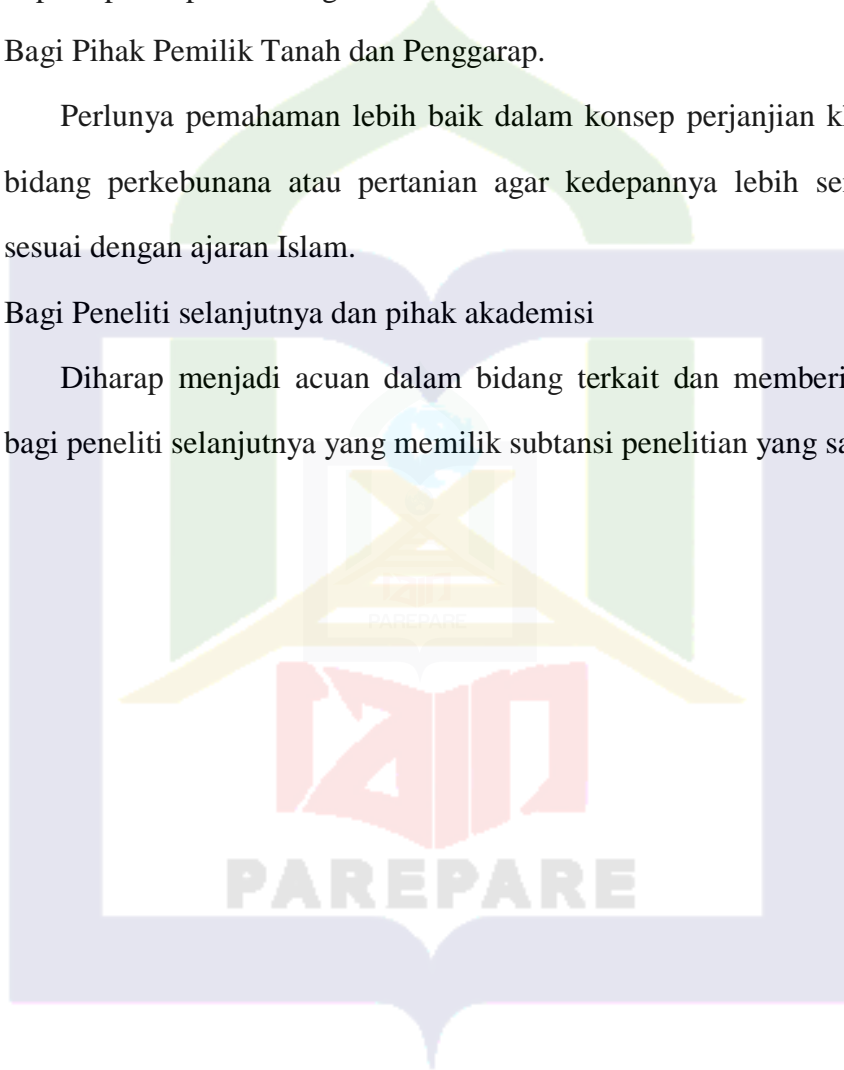 Bagi Pihak Pemilik Tanah dan Penggarap.
Perlunya pemahaman lebih baik dalam konsep perjanjian
bidang perkebunana atau pertanian agar kedepannya lebih
sesuai dengan ajaran Islam.
Bagi Peneliti selanjutnya dan pihak akademisi
Diharap menjadi acuan dalam bidang terkait dan
bagi peneliti selanjutnya yang memilik subtansi penelitian yang
PAREPARE
iain
PAREPARE